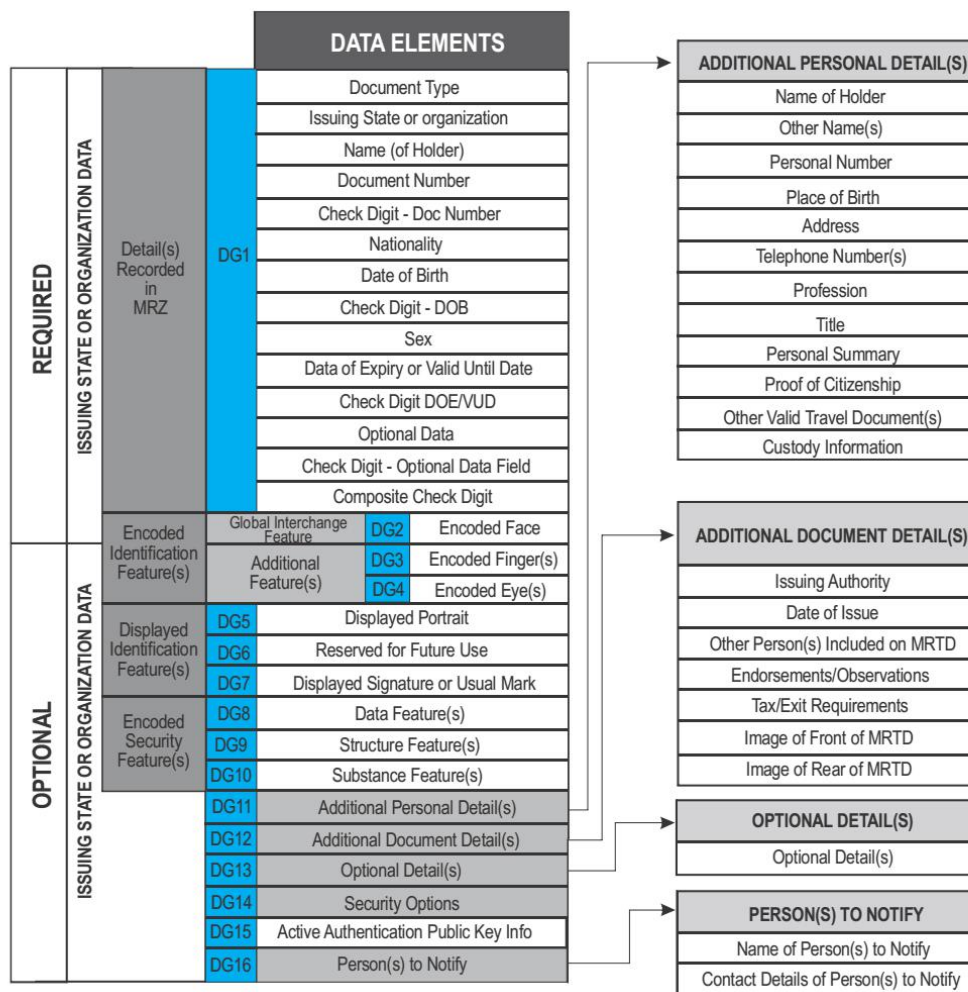 DATA ELEMENTS
REQUIRED
ISSUING STATE OR ORGANIZATION DATA
Detail(s)
Recorded
in
MRZ
DG1
Document Type
Issuing State or organization
Name (of Holder)
Document Number
Check Digit - Doc Number
Nationality
Date of Birth
Check Digit - DOB
Sex
Data of Expiry or Valid Until Date
Check Digit DOE/VUD
Optional Data
Check Digit - Optional Data Field
Composite Check Digit
Encoded
Identification
Feature(s)
Global Interchange
Feature
DG2
Encoded Face
OPTIONAL
ISSUING STATE OR ORGANIZATION DATA
Additional
Feature(s)
DG3
Encoded Finger(s)
DG4
Encoded Eye(s)
Displayed
Identification
Feature(s)
DG5
Displayed Portrait
DG6
Reserved for Future Use
DG7
Displayed Signature or Usual Mark
Encoded
Security
Feature(s)
DG8
Data Feature(s)
DG9
Structure Feature(s)
DG10
Substance Feature(s)
DG11
Additional Personal Detail(s)
DG12
Additional Document Detail(s)
DG13
Optional Detail(s)
DG14
Security Options
DG15
Active Authentication Public Key Info
DG16
Person(s) to Notify
ADDITIONAL PERSONAL DETAIL(S)
Name of Holder
Other Name(s)
Personal Number
Place of Birth
Address
Telephone Number(s)
Profession
Title
Personal Summary
Proof of Citizenship
Other Valid Travel Document(s)
Custody Information
ADDITIONAL DOCUMENT DETAIL(S)
Issuing Authority
Date of Issue
Other Person(s) Included on MRTD
Endorsements/Observations
Tax/Exit Requirements
Image of Front of MRTD
Image of Rear of MRTD
OPTIONAL DETAIL(S)
Optional Detail(s)
PERSON(S) TO NOTIFY
Name of Person(s) to Notify
Contact Details of Person(s) to Notify